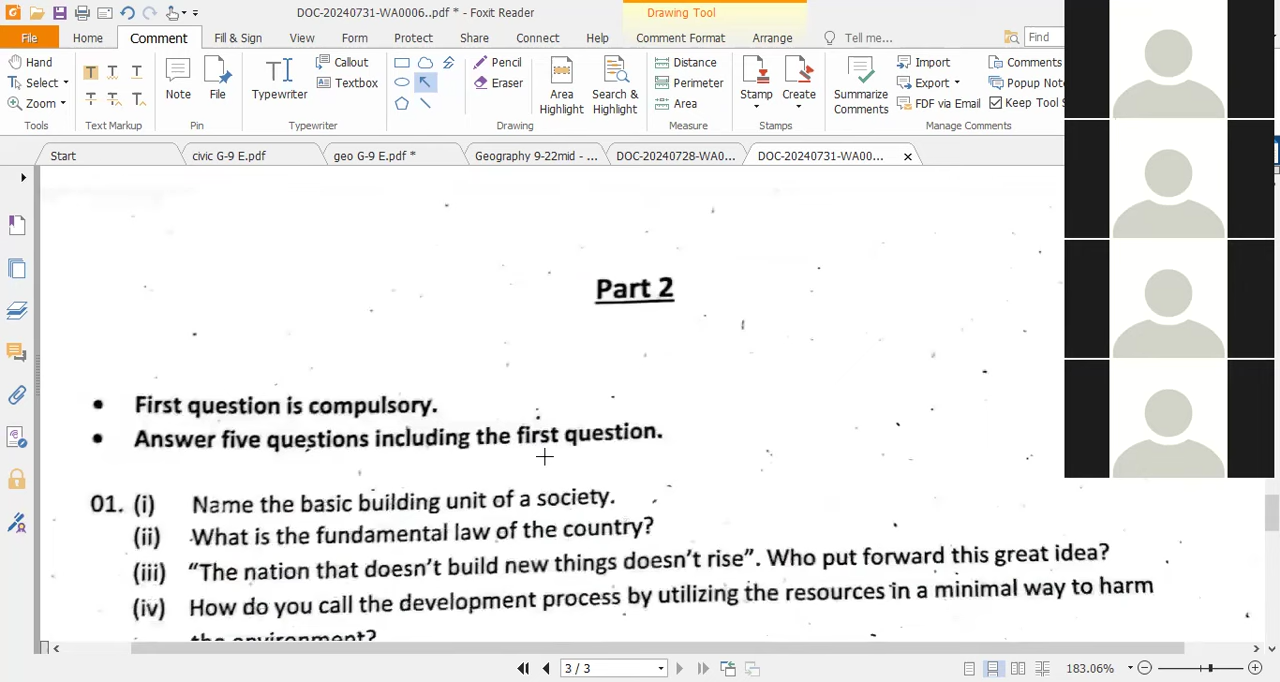 DOC-20240731-WA0006..pdf * - Foxit Reader
Drawing Tool
File Home Comment Fill & Sign View Form Protect Share Connect Help Comment Format Arrange Tell me... Find
Hand
Select
Zoom
Tools
Text Markup
Note
File
Pin
Typewriter
Callout
Textbox
Typewriter
Pencil
Eraser
Area Highlight
Search & Highlight
Drawing
Distance
Perimeter
Area
Measure
Stamp
Create
Stamps
Summarize Comments
Import
Export
FDF via Email
Comments
Popup Note
Keep Tool S
Manage Comments
Start civic G-9 E.pdf geo G-9 E.pdf * Geography 9-22mid - ... DOC-20240728-WA0... DOC-20240731-WA00...
Part 2
• First question is compulsory.
• Answer five questions including the first question.
01. (i) Name the basic building unit of a society.
(ii) What is the fundamental law of the country?
(iii) “The nation that doesn’t build new things doesn’t rise”. Who put forward this great idea?
(iv) How do you call the development process by utilizing the resources in a minimal way to harm
the environment?
3 / 3
183.06%